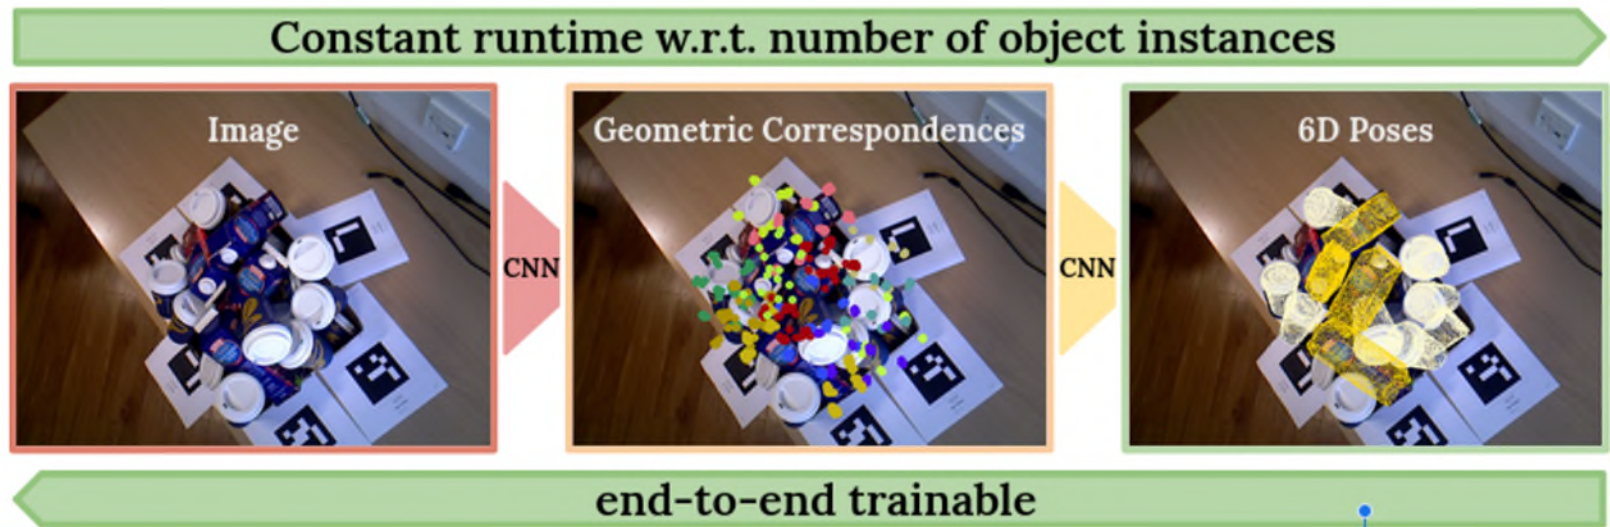 Constant runtime w.r.t. number of object instances
Image
Geometric Correspondences
6D Poses
CNN
CNN
end-to-end trainable